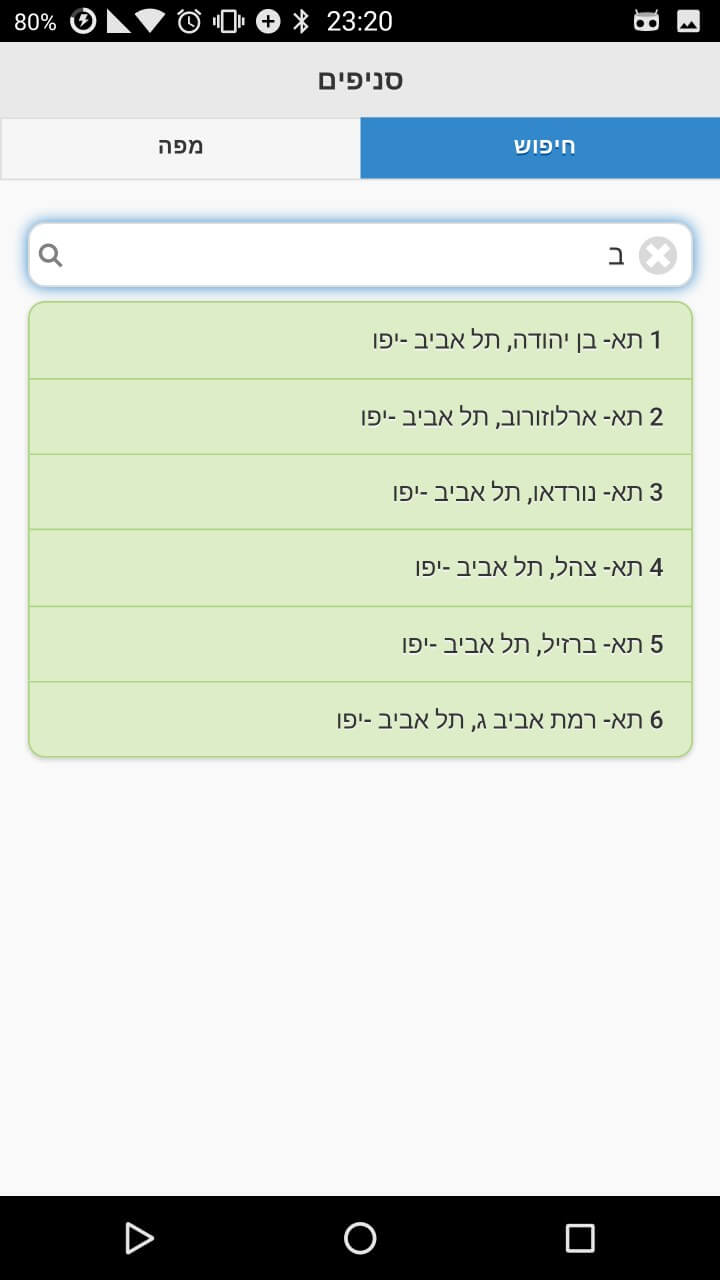 80% 23:20
סניפים
חיפוש
מפה
ב
1 תא- בן יהודה, תל אביב -יפו
2 תא- ארלוזורוב, תל אביב -יפו
3 תא- נורדאו, תל אביב -יפו
4 תא- צהל, תל אביב -יפו
5 תא- ברזיל, תל אביב -יפו
6 תא- רמת אביב ג, תל אביב -יפו